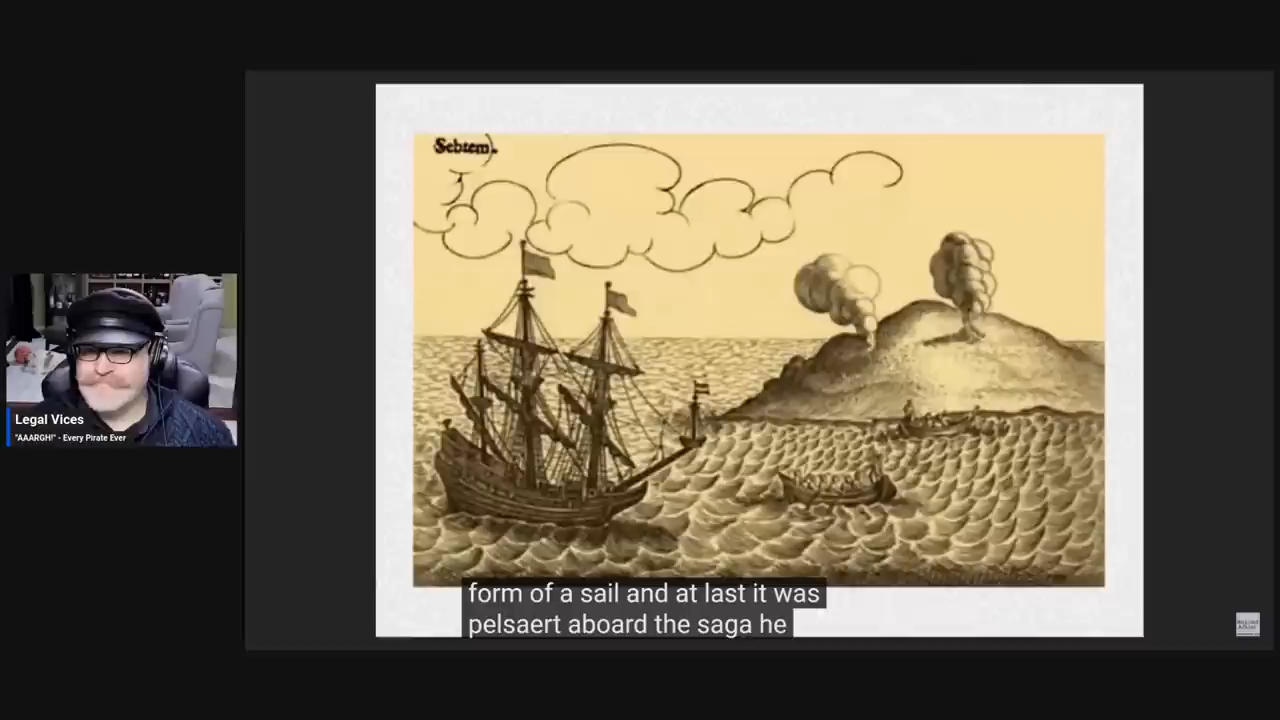 Sebtem.
Legal Vices
"AAARGH!" - Every Pirate Ever
form of a sail and at last it was
pelsaert aboard the saga he